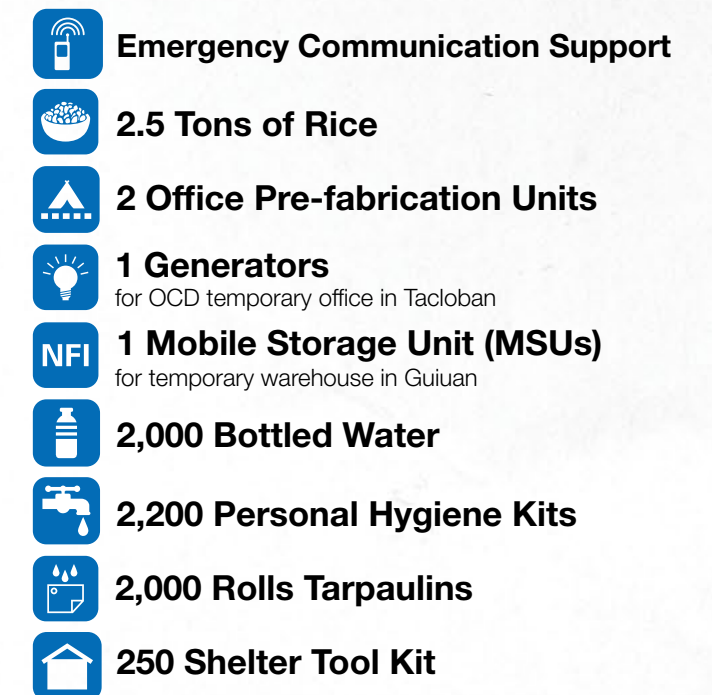 Emergency Communication Support
2.5 Tons of Rice
2 Office Pre-fabrication Units
1 Generators
for OCD temporary office in Tacloban
NFI
1 Mobile Storage Unit (MSUs)
for temporary warehouse in Guiuan
2,000 Bottled Water
2,200 Personal Hygiene Kits
2,000 Rolls Tarpaulins
250 Shelter Tool Kit